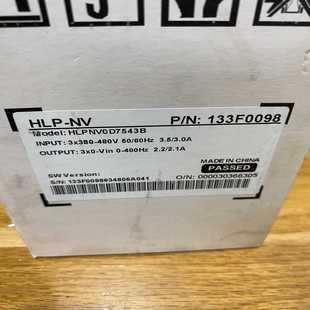 HLP-NV P/N: 133F0098
Model: HLPNV0D7543B
INPUT: 3x380-480V 50/60Hz 3.5/3.0A
OUTPUT: 3x0-Vin 0-400Hz 2.2/2.1A
MADE IN CHINA
PASSED
SW Version:
S/N: 133F0098934806A041 O/N: 000030366305